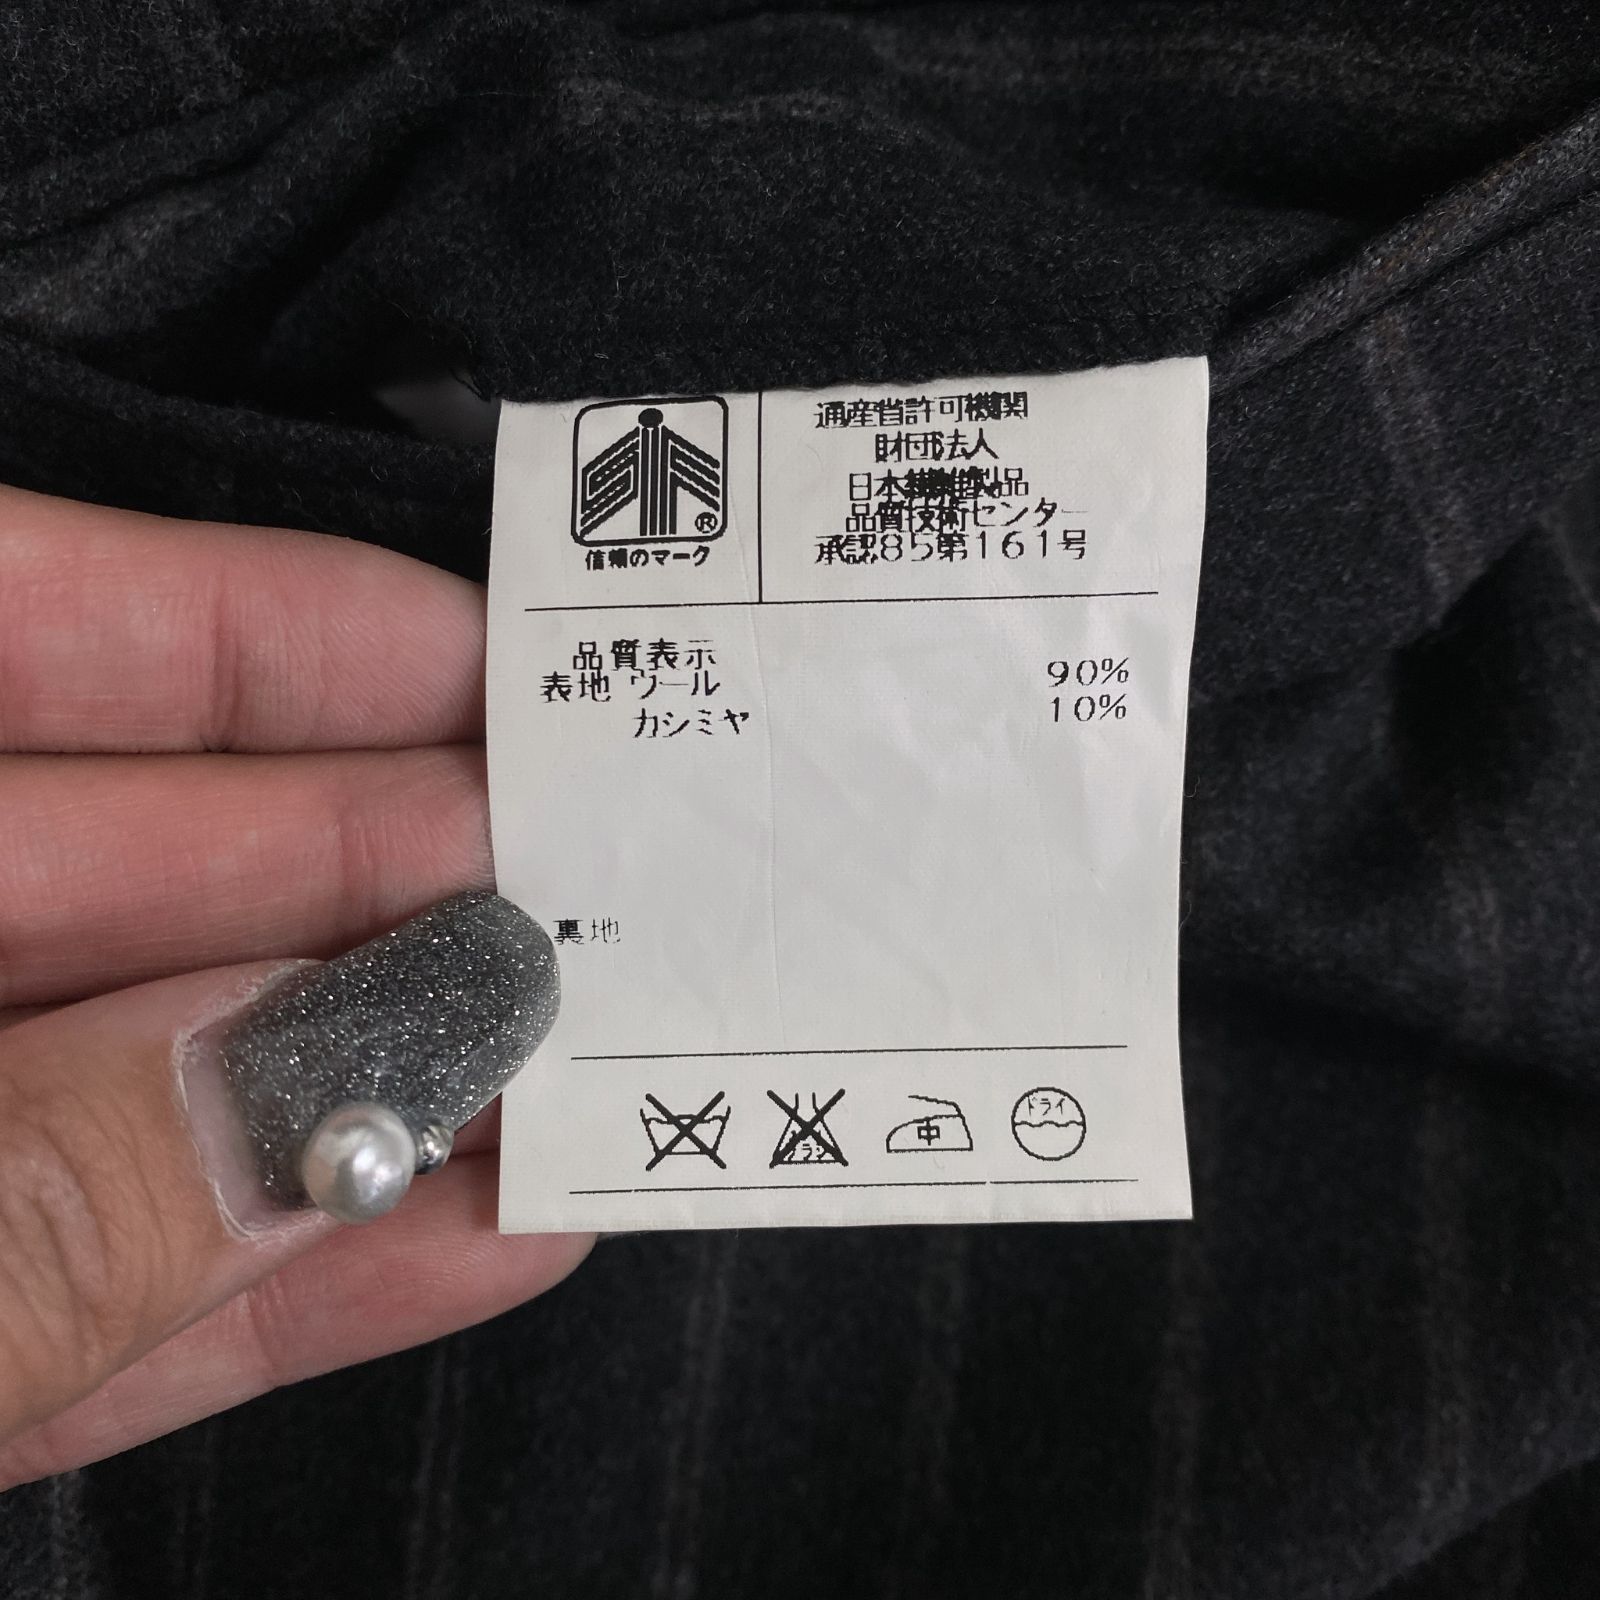 SIF®
信頼のマーク
通産省許可機関
財団法人
日本繊維製品
品質技術センター
承認85第161号
品質表示
表地 ウール 90%
カシミヤ 10%
裏地
中
ドライ